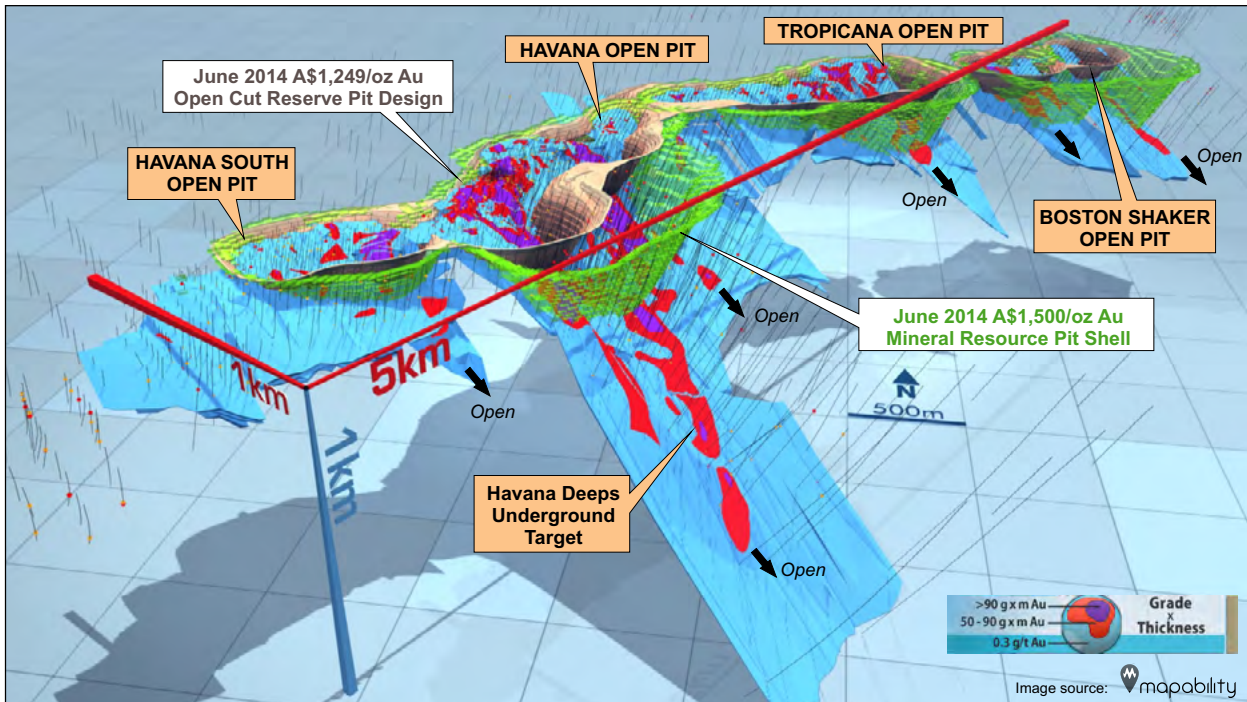 TROPICANA OPEN PIT
HAVANA OPEN PIT
June 2014 A$1,249/oz Au
Open Cut Reserve Pit Design
HAVANA SOUTH
OPEN PIT
Open
Open
BOSTON SHAKER
OPEN PIT
Open
June 2014 A$1,500/oz Au
Mineral Resource Pit Shell
1km
5km
Open
N
500m
1km
Havana Deeps
Underground
Target
Open
>90 g x m Au
50 - 90 g x m Au
0.3 g/t Au
Grade
x
Thickness
Image source:
mapability